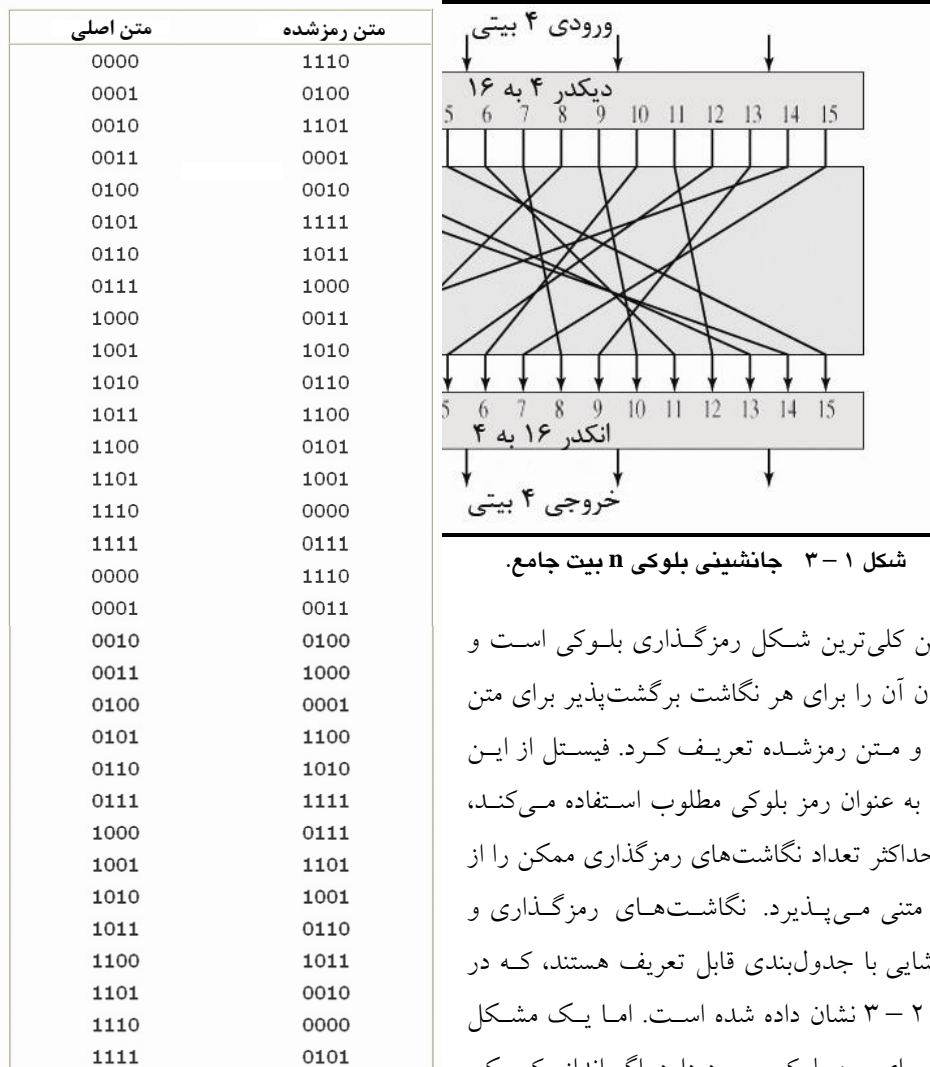 متن اصلی متن رمزشده
0000 1110
0001 0100
0010 1101
0011 0001
0100 0010
0101 1111
0110 1011
0111 1000
1000 0011
1001 1010
1010 0110
1011 1100
1100 0101
1101 1001
1110 0000
1111 0111
0000 1110
0001 0011
0010 0100
0011 1000
0100 0001
0101 1100
0110 1010
0111 1111
1000 0111
1001 1101
1010 1001
1011 0110
1100 1011
1101 0010
1110 0000
1111 0101
ورودی ۴ بیتی
دیکدر ۴ به ۱۶
5 6 7 8 9 10 11 12 13 14 15
5 6 7 8 9 10 11 12 13 14 15
انکدر ۱۶ به ۴
خروجی ۴ بیتی
شکل ۱ – ۳ جانشینی بلوکی n بیت جامع.
کلی‌ترین شکل رمزگذاری بلوکی است و
آن را برای هر نگاشت برگشت‌پذیر برای متن
و متن رمزشده تعریف کرد. فیستل از این
به عنوان رمز بلوکی مطلوب استفاده می‌کند،
حداکثر تعداد نگاشت‌های رمزگذاری ممکن را از
متنی می‌پذیرد. نگاشت‌های رمزگذاری و
با جدول‌بندی قابل تعریف هستند، که در
۲ – ۳ نشان داده شده است. اما یک مشکل